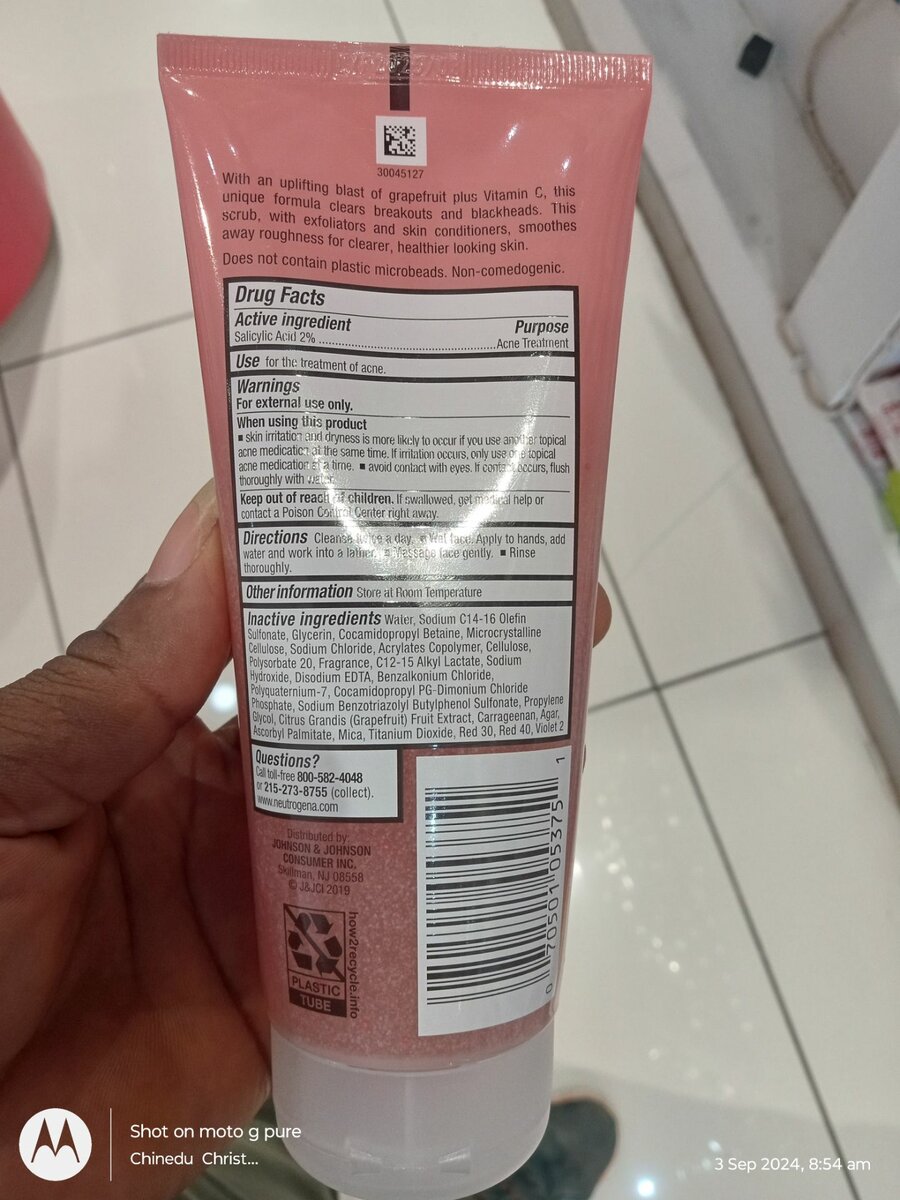 30045127
With an uplifting blast of grapefruit plus Vitamin C, this
unique formula clears breakouts and blackheads. This
scrub, with exfoliators and skin conditioners, smoothes
away roughness for clearer, healthier looking skin.
Does not contain plastic microbeads. Non-comedogenic.
Drug Facts
Active ingredient Purpose
Salicylic Acid 2% ........................................................ Acne Treatment
Use for the treatment of acne.
Warnings
For external use only.
When using this product
▪ skin irritation and dryness is more likely to occur if you use another topical
acne medication at the same time. If irritation occurs, only use one topical
acne medication at a time. ▪ avoid contact with eyes. If contact occurs, flush
thoroughly with water.
Keep out of reach of children. If swallowed, get medical help or
contact a Poison Control Center right away.
Directions Cleanse twice a day. ▪ Wet face. Apply to hands, add
water and work into a lather. ▪ Massage face gently. ▪ Rinse
thoroughly.
Other information Store at Room Temperature
Inactive ingredients Water, Sodium C14-16 Olefin
Sulfonate, Glycerin, Cocamidopropyl Betaine, Microcrystalline
Cellulose, Sodium Chloride, Acrylates Copolymer, Cellulose,
Polysorbate 20, Fragrance, C12-15 Alkyl Lactate, Sodium
Hydroxide, Disodium EDTA, Benzalkonium Chloride,
Polyquaternium-7, Cocamidopropyl PG-Dimonium Chloride
Phosphate, Sodium Benzotriazolyl Butylphenol Sulfonate, Propylene
Glycol, Citrus Grandis (Grapefruit) Fruit Extract, Carrageenan, Agar,
Ascorbyl Palmitate, Mica, Titanium Dioxide, Red 30, Red 40, Violet 2
Questions?
Call toll-free 800-582-4048
or 215-273-8755 (collect).
www.neutrogena.com
Distributed by:
JOHNSON & JOHNSON
CONSUMER INC.
Skillman, NJ 08558
© J&JCI 2019
how2recycle.info
PLASTIC
TUBE
0 70501 05375 1
Shot on moto g pure
Chinedu Christ...
3 Sep 2024, 8:54 am